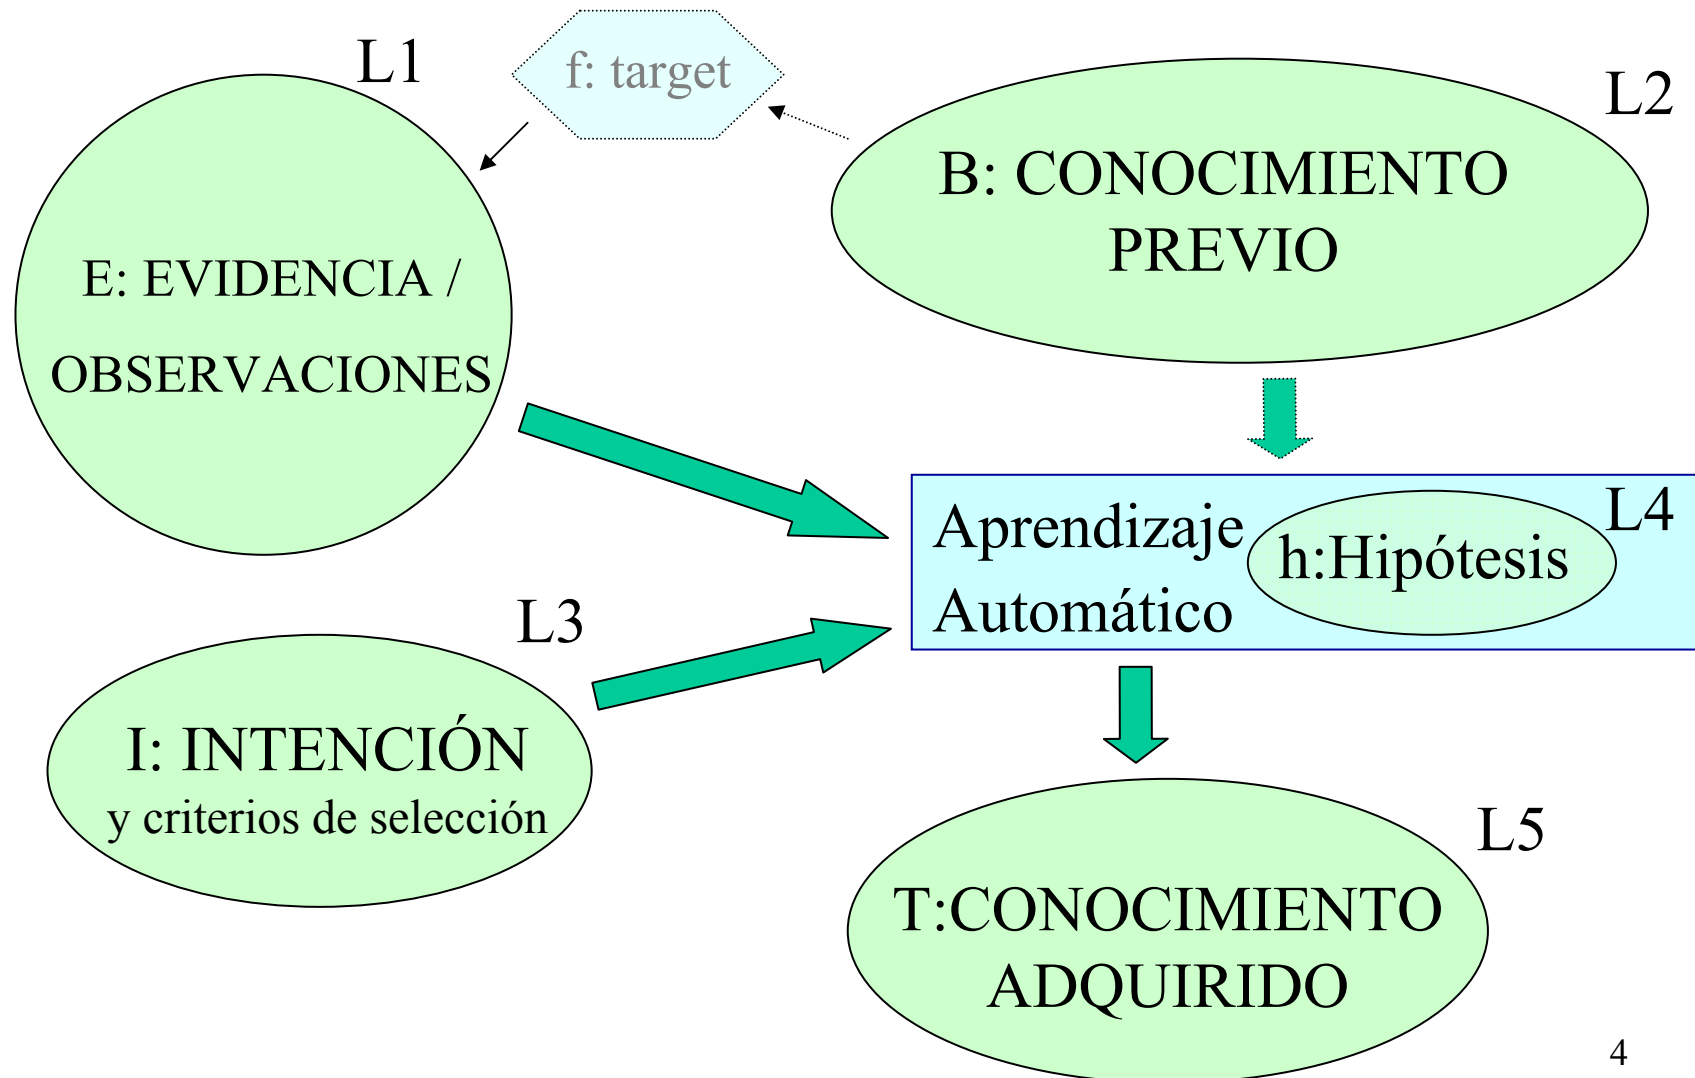 L1
f: target
L2
B: CONOCIMIENTO
PREVIO
E: EVIDENCIA /
OBSERVACIONES
L4
Aprendizaje
Automático
h:Hipótesis
L3
I: INTENCIÓN
y criterios de selección
L5
T:CONOCIMIENTO
ADQUIRIDO
4